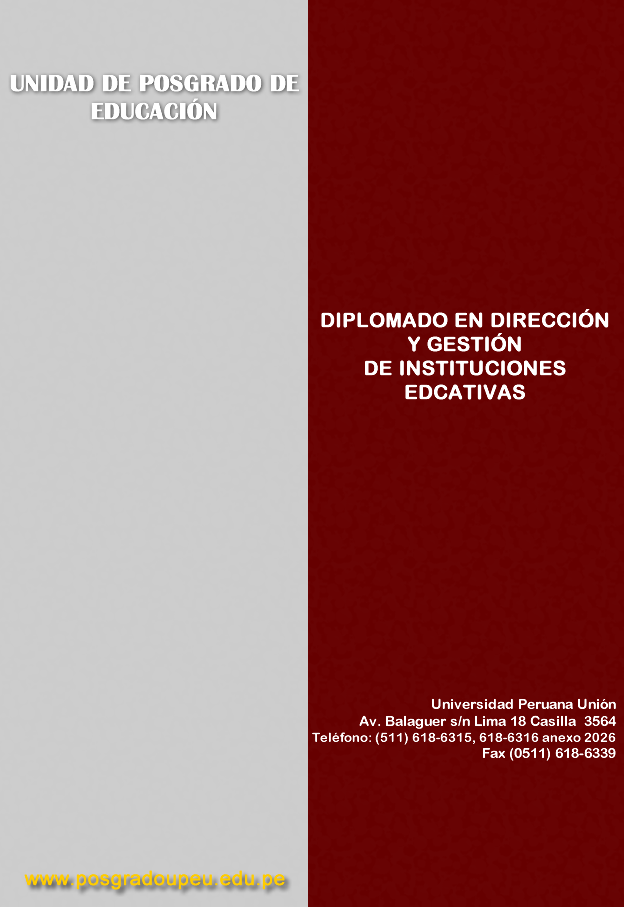 UNIDAD DE POSGRADO DE
EDUCACIÓN
DIPLOMADO EN DIRECCIÓN
Y GESTIÓN
DE INSTITUCIONES
EDCATIVAS
Universidad Peruana Unión
Av. Balaguer s/n Lima 18 Casilla 3564
Teléfono: (511) 618-6315, 618-6316 anexo 2026
Fax (0511) 618-6339
www.posgradoupeu.edu.pe